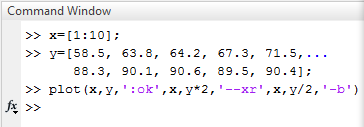 Command Window
>> x=[1:10];
>> y=[58.5, 63.8, 64.2, 67.3, 71.5,...
88.3, 90.1, 90.6, 89.5, 90.4];
>> plot(x,y,':ok',x,y*2,'--xr',x,y/2,'-b')
fx >>